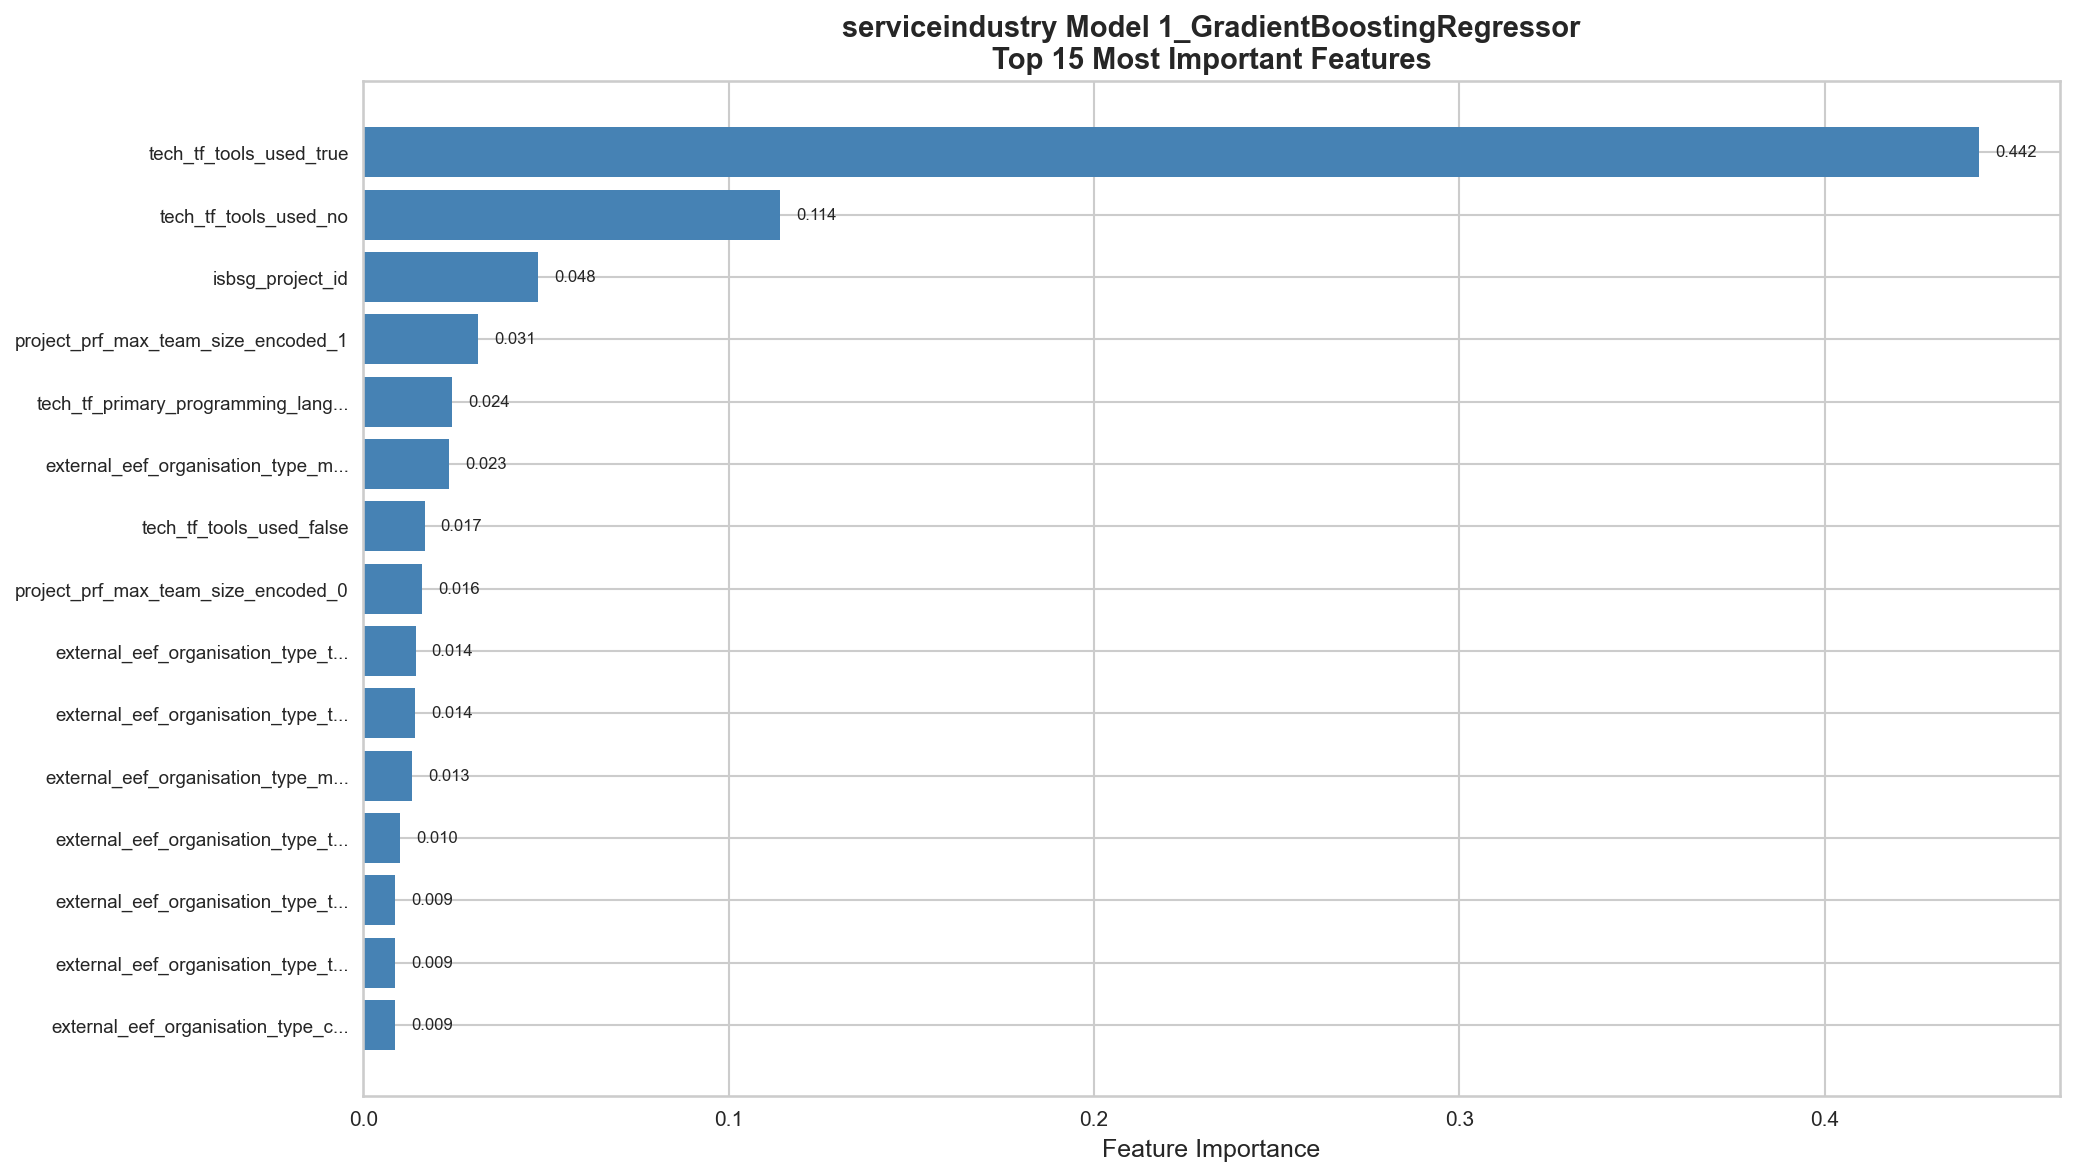 serviceindustry Model 1_GradientBoostingRegressor
Top 15 Most Important Features
tech_tf_tools_used_true 0.442
tech_tf_tools_used_no 0.114
isbsg_project_id 0.048
project_prf_max_team_size_encoded_1 0.031
tech_tf_primary_programming_lang... 0.024
external_eef_organisation_type_m... 0.023
tech_tf_tools_used_false 0.017
project_prf_max_team_size_encoded_0 0.016
external_eef_organisation_type_t... 0.014
external_eef_organisation_type_t... 0.014
external_eef_organisation_type_m... 0.013
external_eef_organisation_type_t... 0.010
external_eef_organisation_type_t... 0.009
external_eef_organisation_type_t... 0.009
external_eef_organisation_type_c... 0.009
0.0 0.1 0.2 0.3 0.4
Feature Importance